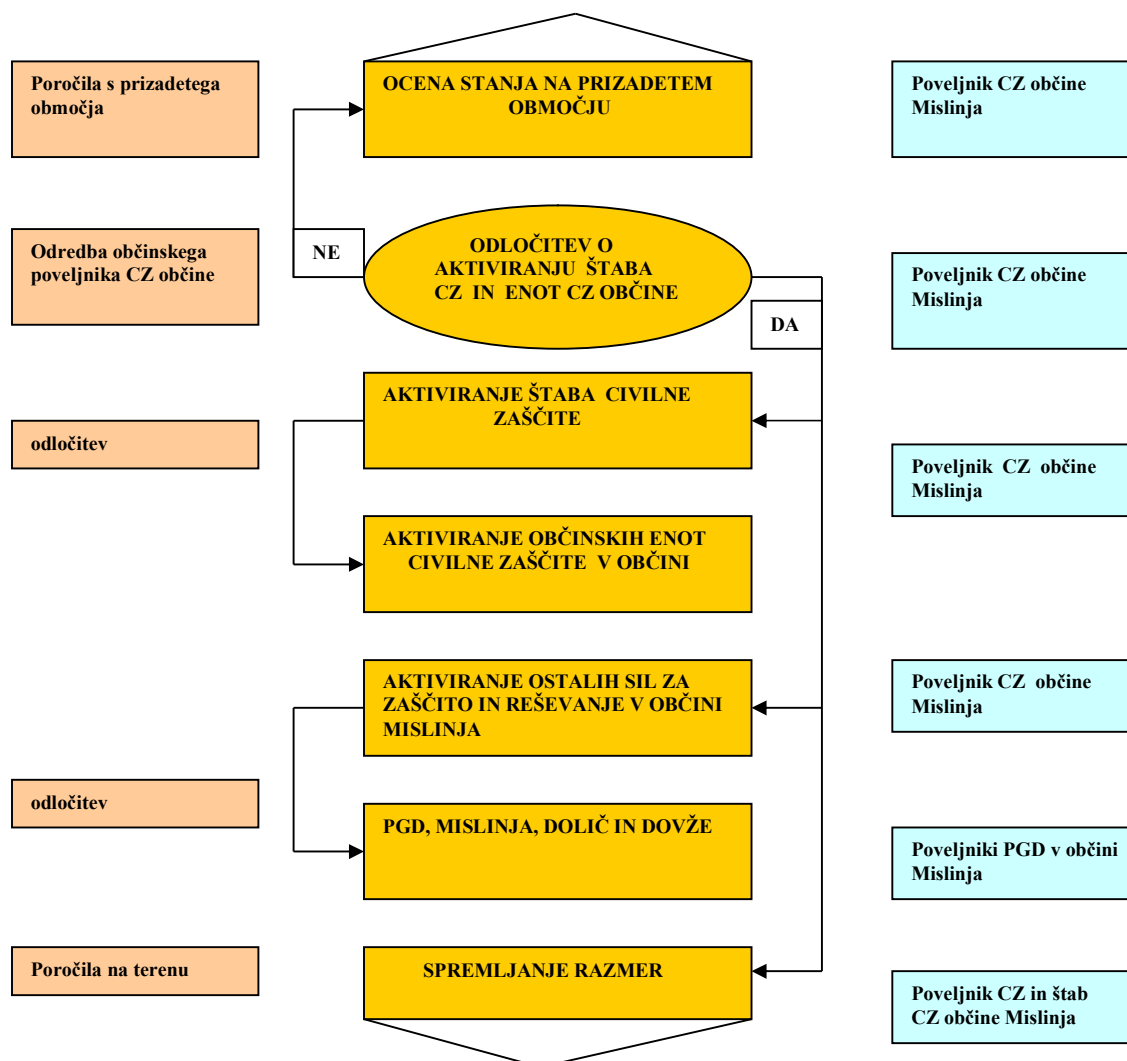 Poročila s prizadetega
območja
OCENA STANJA NA PRIZADETEM
OBMOČJU
Poveljnik CZ občine
Mislinja
Odredba občinskega
poveljnika CZ občine
NE
ODLOČITEV O
AKTIVIRANJU ŠTABA
CZ IN ENOT CZ OBČINE
DA
Poveljnik CZ občine
Mislinja
odločitev
AKTIVIRANJE ŠTABA CIVILNE
ZAŠČITE
Poveljnik CZ občine
Mislinja
AKTIVIRANJE OBČINSKIH ENOT
CIVILNE ZAŠČITE V OBČINI
AKTIVIRANJE OSTALIH SIL ZA
ZAŠČITO IN REŠEVANJE V OBČINI
MISLINJA
Poveljnik CZ občine
Mislinja
odločitev
PGD, MISLINJA, DOLIČ IN DOVŽE
Poveljniki PGD v občini
Mislinja
Poročila na terenu
SPREMLJANJE RAZMER
Poveljnik CZ in štab
CZ občine Mislinja